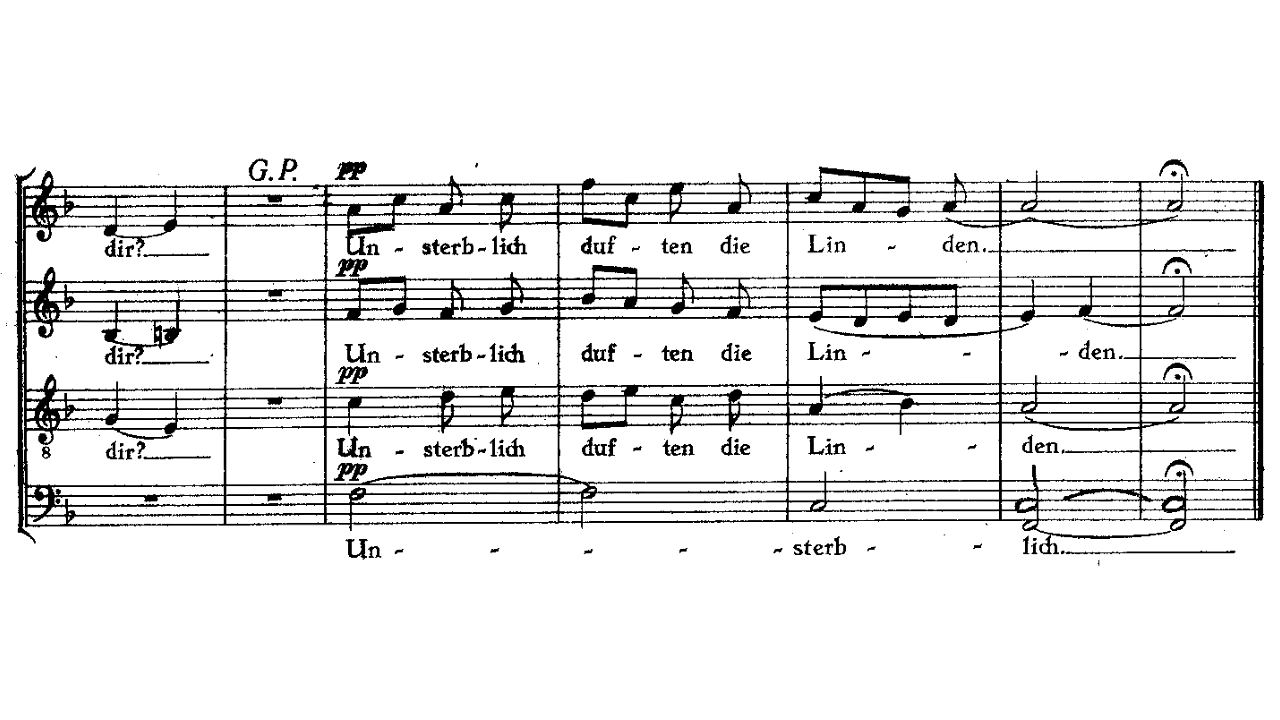 G.P. pp
dir? Un - sterb - lich duf - ten die Lin - den.
pp
dir? Un - sterb - lich duf - ten die Lin - - - den.
pp
8 dir? Un - sterb - lich duf - ten die Lin - - den.
pp
Un - - - - - sterb - - lich.